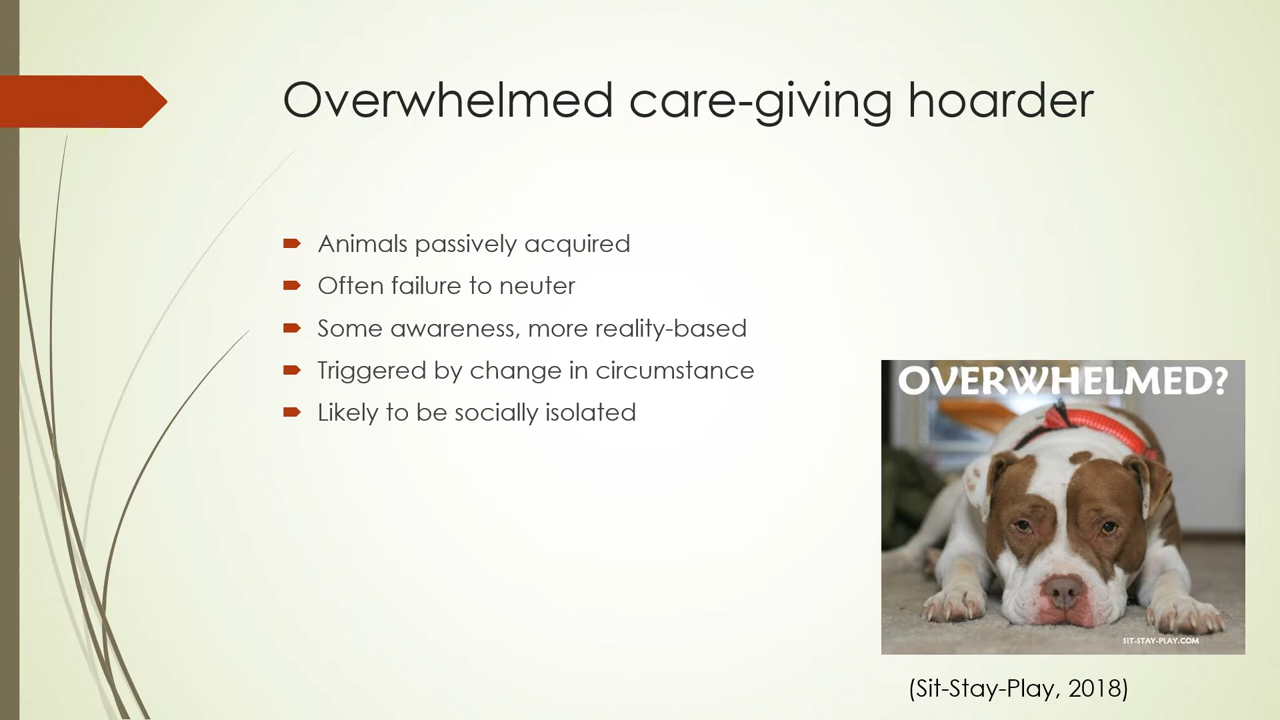 Overwhelmed care-giving hoarder
Animals passively acquired
Often failure to neuter
Some awareness, more reality-based
Triggered by change in circumstance
Likely to be socially isolated
OVERWHELMED?
SIT-STAY-PLAY.COM
(Sit-Stay-Play, 2018)